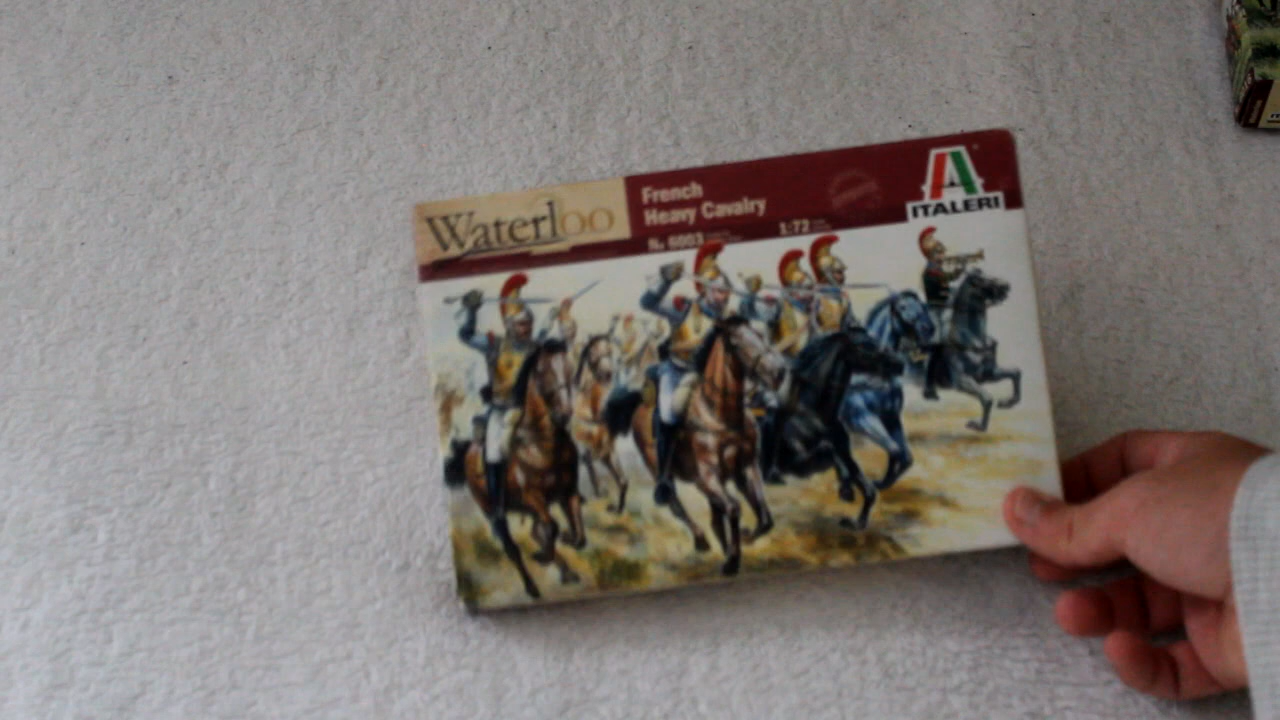 Waterloo
French
Heavy Cavalry
N. 6003 1:72
ITALERI